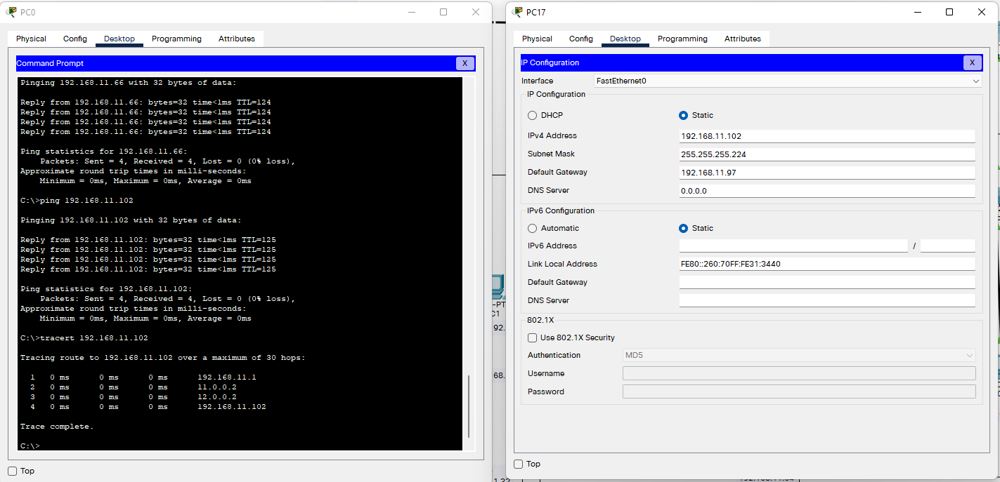 PC0
Physical Config Desktop Programming Attributes
Command Prompt X
Pinging 192.168.11.66 with 32 bytes of data:
Reply from 192.168.11.66: bytes=32 time<1ms TTL=124
Reply from 192.168.11.66: bytes=32 time<1ms TTL=124
Reply from 192.168.11.66: bytes=32 time<1ms TTL=124
Reply from 192.168.11.66: bytes=32 time<1ms TTL=124
Ping statistics for 192.168.11.66:
Packets: Sent = 4, Received = 4, Lost = 0 (0% loss),
Approximate round trip times in milli-seconds:
Minimum = 0ms, Maximum = 0ms, Average = 0ms
C:\>ping 192.168.11.102
Pinging 192.168.11.102 with 32 bytes of data:
Reply from 192.168.11.102: bytes=32 time<1ms TTL=125
Reply from 192.168.11.102: bytes=32 time<1ms TTL=125
Reply from 192.168.11.102: bytes=32 time<1ms TTL=125
Reply from 192.168.11.102: bytes=32 time<1ms TTL=125
Ping statistics for 192.168.11.102:
Packets: Sent = 4, Received = 4, Lost = 0 (0% loss),
Approximate round trip times in milli-seconds:
Minimum = 0ms, Maximum = 0ms, Average = 0ms
C:\>tracert 192.168.11.102
Tracing route to 192.168.11.102 over a maximum of 30 hops:
1 0 ms 0 ms 0 ms 192.168.11.1
2 0 ms 0 ms 0 ms 11.0.0.2
3 0 ms 0 ms 0 ms 12.0.0.2
4 0 ms 0 ms 0 ms 192.168.11.102
Trace complete.
C:\>
Top
-PT
C1
92.
68.
PC17
Physical Config Desktop Programming Attributes
IP Configuration X
Interface FastEthernet0
IP Configuration
DHCP Static
IPv4 Address 192.168.11.102
Subnet Mask 255.255.255.224
Default Gateway 192.168.11.97
DNS Server 0.0.0.0
IPv6 Configuration
Automatic Static
IPv6 Address /
Link Local Address FE80::260:70FF:FE31:3440
Default Gateway
DNS Server
802.1X
Use 802.1X Security
Authentication MD5
Username
Password
Top